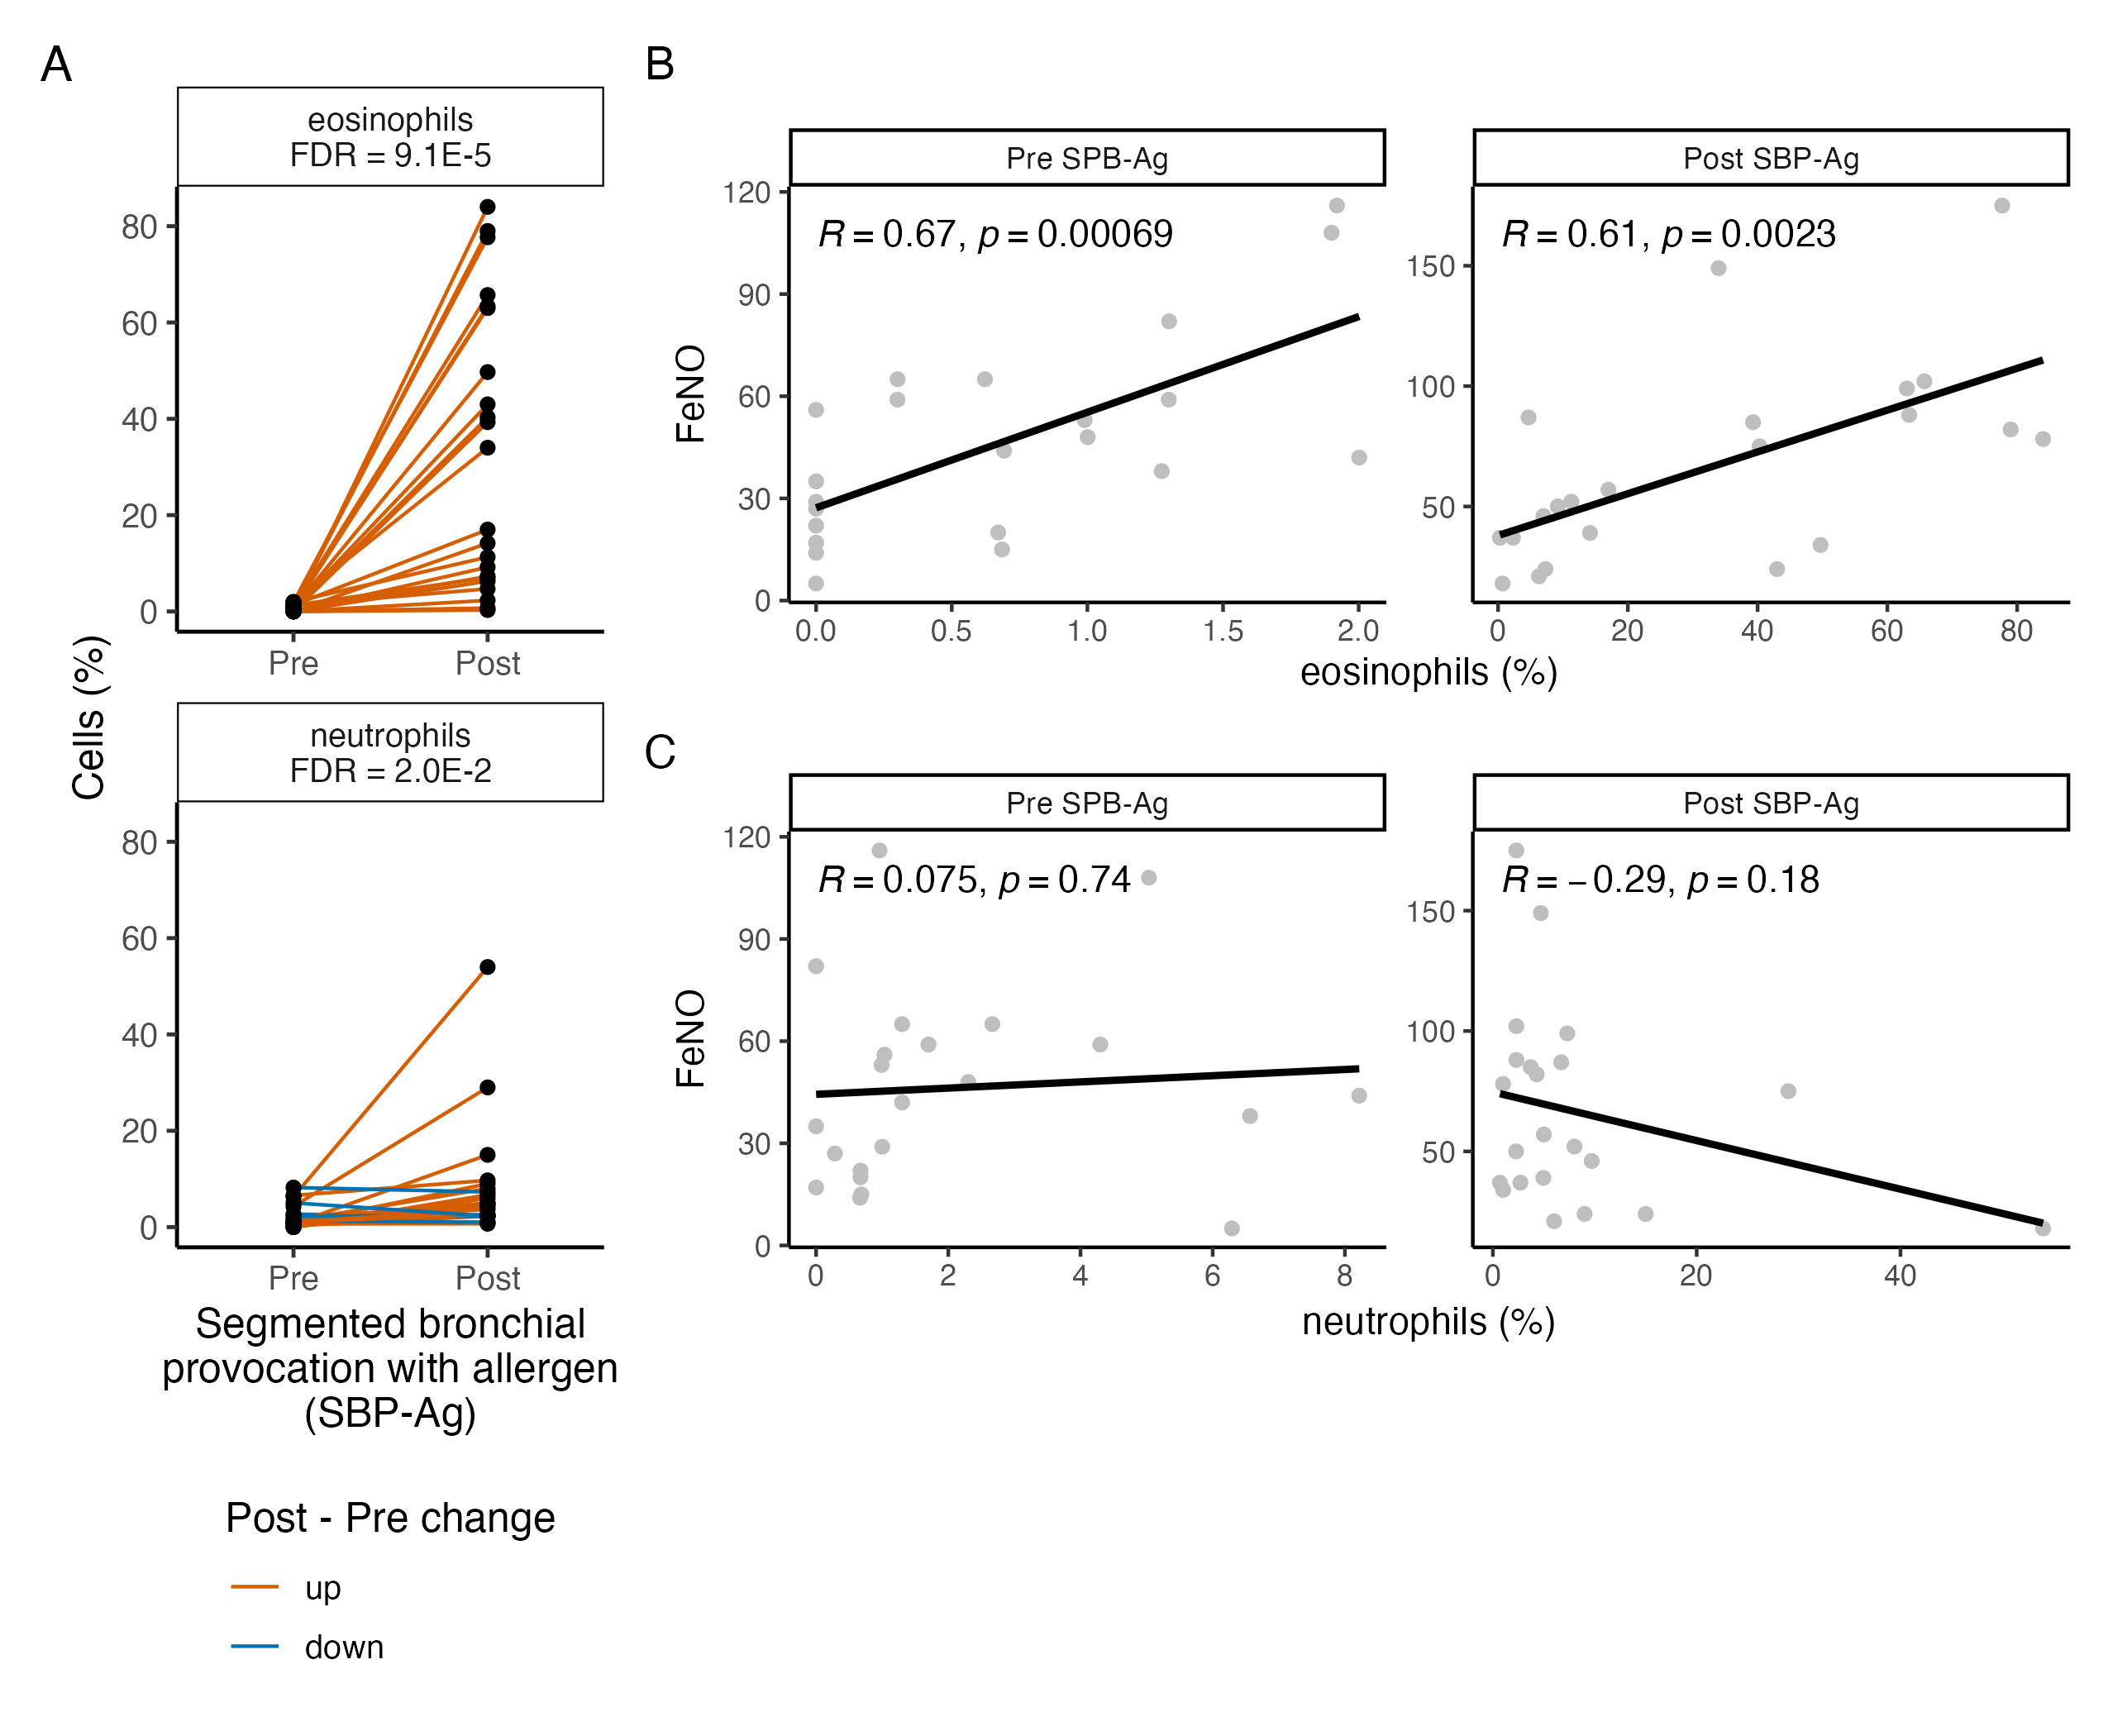 A
eosinophils
FDR = 9.1E-5
80
60
40
20
0
Pre
Post
Cells (%)
neutrophils
FDR = 2.0E-2
80
60
40
20
0
Pre
Post
Segmented bronchial
provocation with allergen
(SBP-Ag)
Post - Pre change
up
down
B
Pre SPB-Ag
R = 0.67, p = 0.00069
FeNO
120
90
60
30
0
0.0
0.5
1.0
1.5
2.0
Post SBP-Ag
R = 0.61, p = 0.0023
150
100
50
0
20
40
60
80
eosinophils (%)
C
Pre SPB-Ag
R = 0.075, p = 0.74
FeNO
120
90
60
30
0
0
2
4
6
8
Post SBP-Ag
R = −0.29, p = 0.18
150
100
50
0
20
40
neutrophils (%)